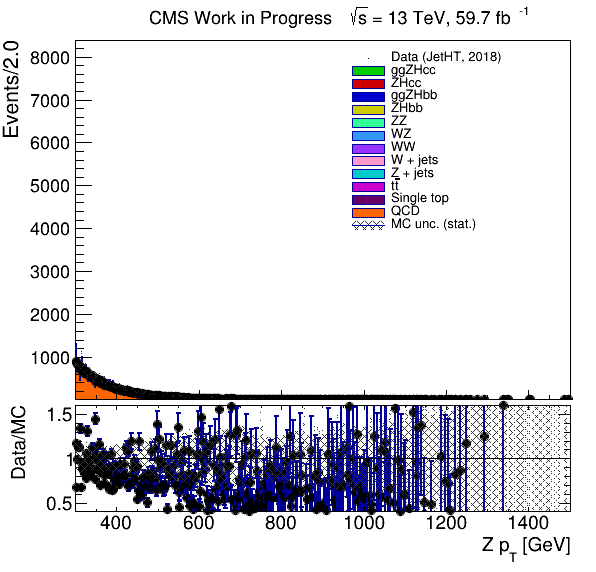 CMS Work in Progress √s = 13 TeV, 59.7 fb⁻¹
Events/2.0
8000
7000
6000
5000
4000
3000
2000
1000
Data (JetHT, 2018)
ggZHcc
ZHcc
ggZHbb
ZHbb
ZZ
WZ
WW
W + jets
Z + jets
tt̅
Single top
QCD
MC unc. (stat.)
Data/MC
1.5
1
0.5
400 600 800 1000 1200 1400
Z p_T [GeV]